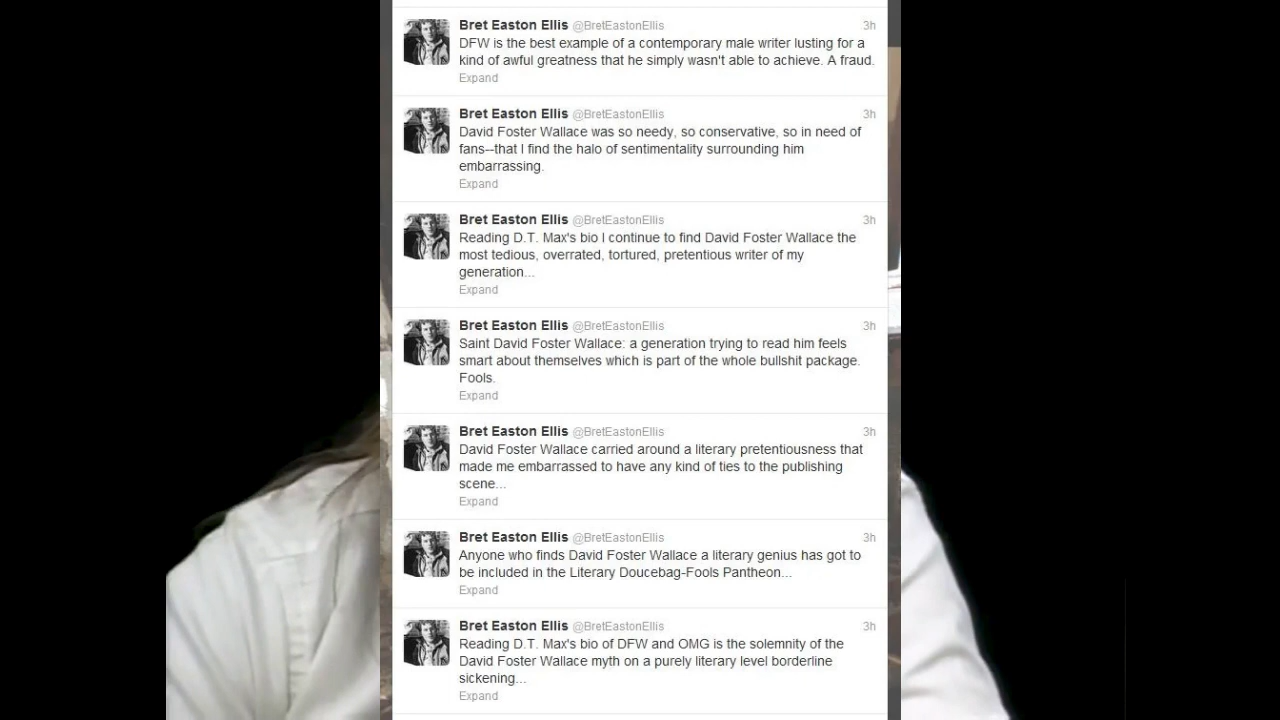 Bret Easton Ellis @BretEastonEllis 3h
DFW is the best example of a contemporary male writer lusting for a
kind of awful greatness that he simply wasn't able to achieve. A fraud.
Expand
Bret Easton Ellis @BretEastonEllis 3h
David Foster Wallace was so needy, so conservative, so in need of
fans--that I find the halo of sentimentality surrounding him
embarrassing.
Expand
Bret Easton Ellis @BretEastonEllis 3h
Reading D.T. Max's bio I continue to find David Foster Wallace the
most tedious, overrated, tortured, pretentious writer of my
generation...
Expand
Bret Easton Ellis @BretEastonEllis 3h
Saint David Foster Wallace: a generation trying to read him feels
smart about themselves which is part of the whole bullshit package.
Fools.
Expand
Bret Easton Ellis @BretEastonEllis 3h
David Foster Wallace carried around a literary pretentiousness that
made me embarrassed to have any kind of ties to the publishing
scene...
Expand
Bret Easton Ellis @BretEastonEllis 3h
Anyone who finds David Foster Wallace a literary genius has got to
be included in the Literary Doucebag-Fools Pantheon...
Expand
Bret Easton Ellis @BretEastonEllis 3h
Reading D.T. Max's bio of DFW and OMG is the solemnity of the
David Foster Wallace myth on a purely literary level borderline
sickening...
Expand